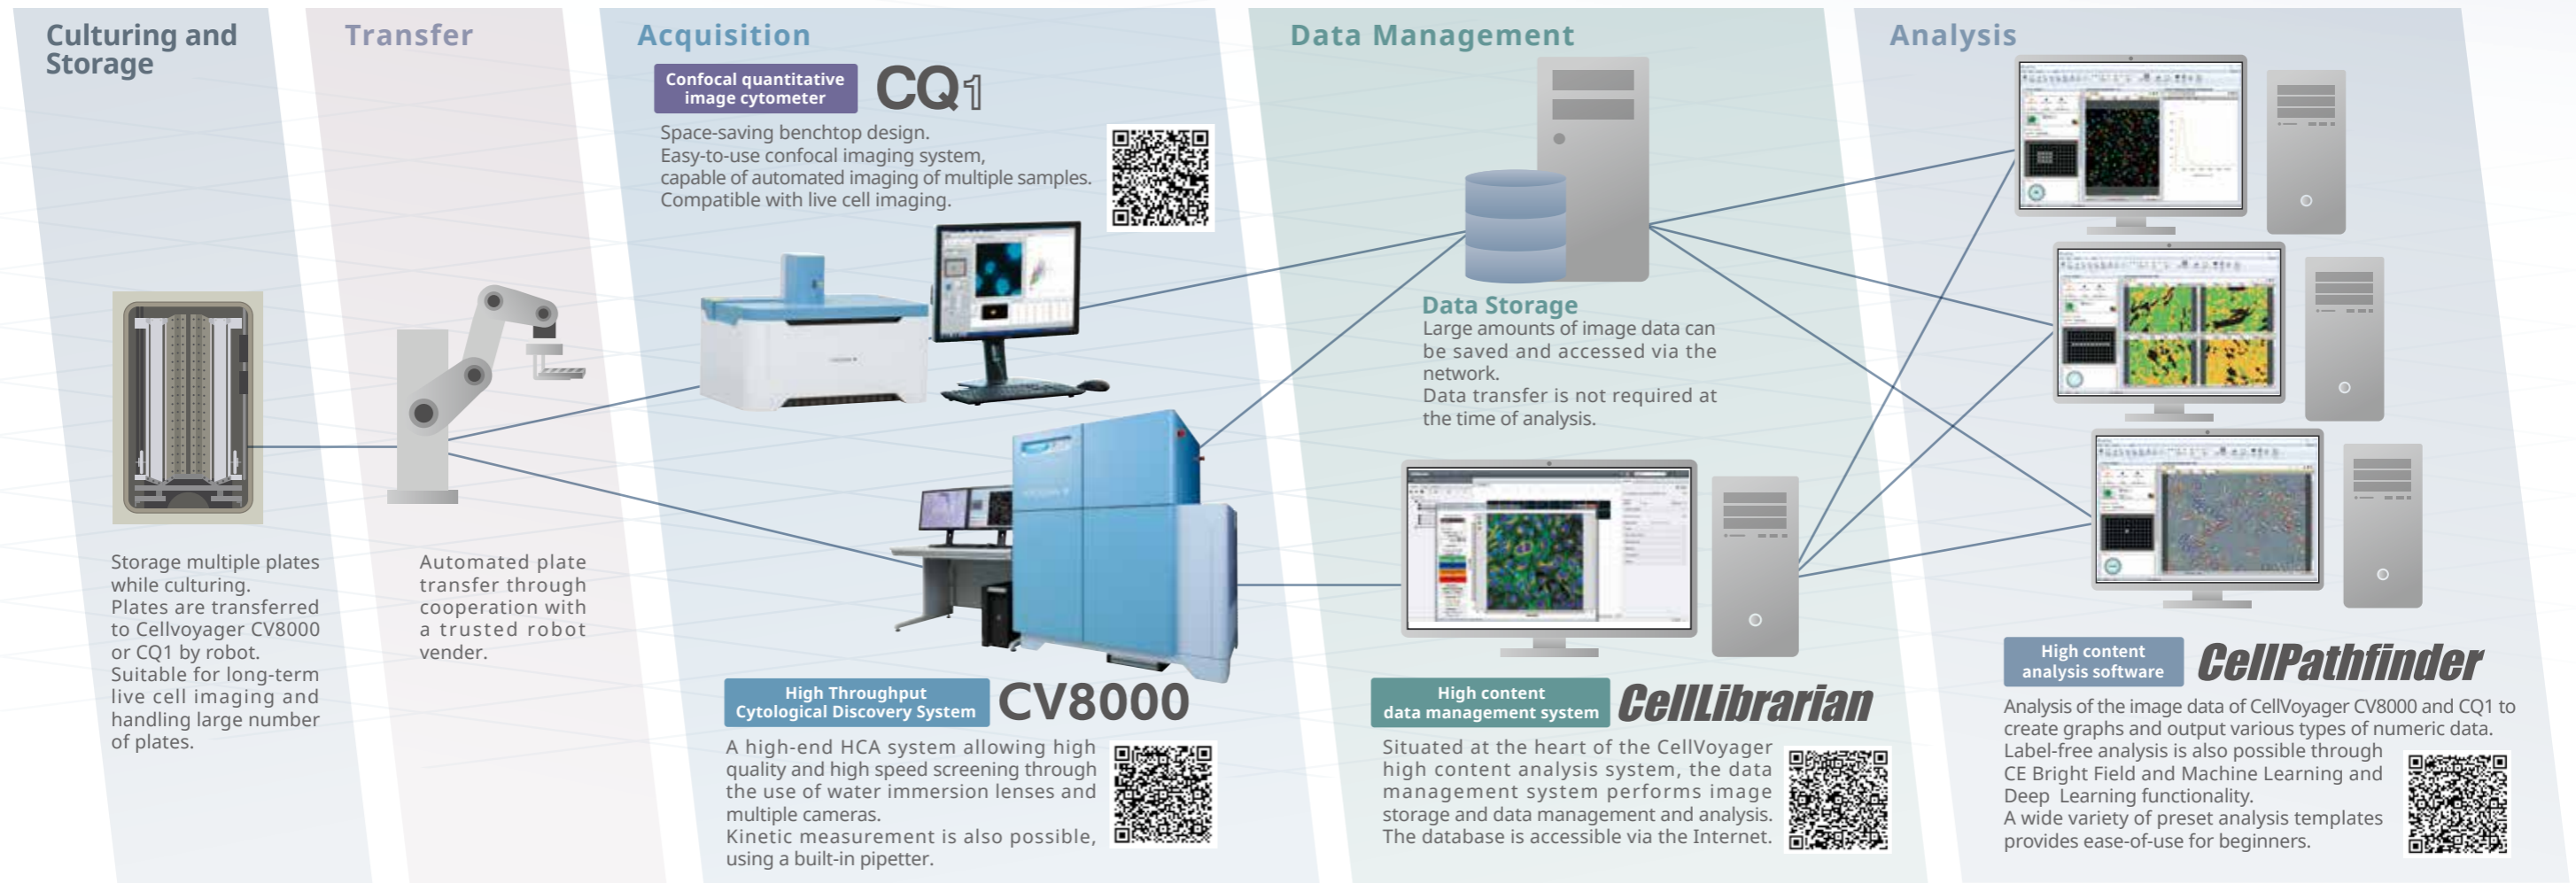 Culturing and
Storage
Storage multiple plates
while culturing.
Plates are transferred
to Cellvoyager CV8000
or CQ1 by robot.
Suitable for long-term
live cell imaging and
handling large number
of plates.
Transfer
Automated plate
transfer through
cooperation with
a trusted robot
vender.
Acquisition
Confocal quantitative
image cytometer
CQ1
Space-saving benchtop design.
Easy-to-use confocal imaging system,
capable of automated imaging of multiple samples.
Compatible with live cell imaging.
High Throughput
Cytological Discovery System
CV8000
A high-end HCA system allowing high
quality and high speed screening through
the use of water immersion lenses and
multiple cameras.
Kinetic measurement is also possible,
using a built-in pipetter.
Data Management
Data Storage
Large amounts of image data can
be saved and accessed via the
network.
Data transfer is not required at
the time of analysis.
High content
data management system
CellLibrarian
Situated at the heart of the CellVoyager
high content analysis system, the data
management system performs image
storage and data management and analysis.
The database is accessible via the Internet.
Analysis
High content
analysis software
CellPathfinder
Analysis of the image data of CellVoyager CV8000 and CQ1 to
create graphs and output various types of numeric data.
Label-free analysis is also possible through
CE Bright Field and Machine Learning and
Deep Learning functionality.
A wide variety of preset analysis templates
provides ease-of-use for beginners.